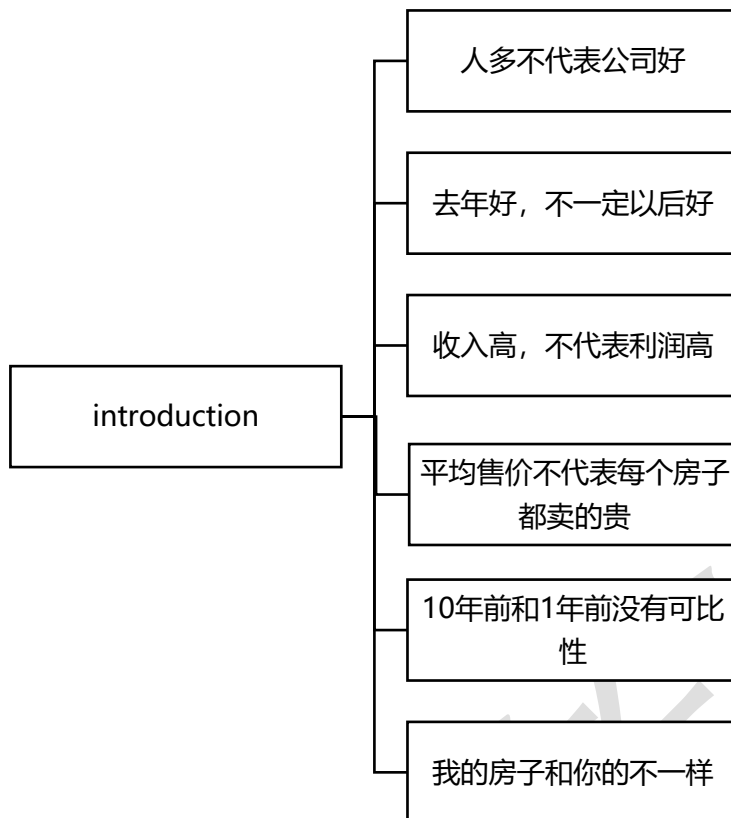 人多不代表公司好
去年好，不一定以后好
收入高，不代表利润高
introduction
平均售价不代表每个房子
都卖的贵
10年前和1年前没有可比
性
我的房子和你的不一样